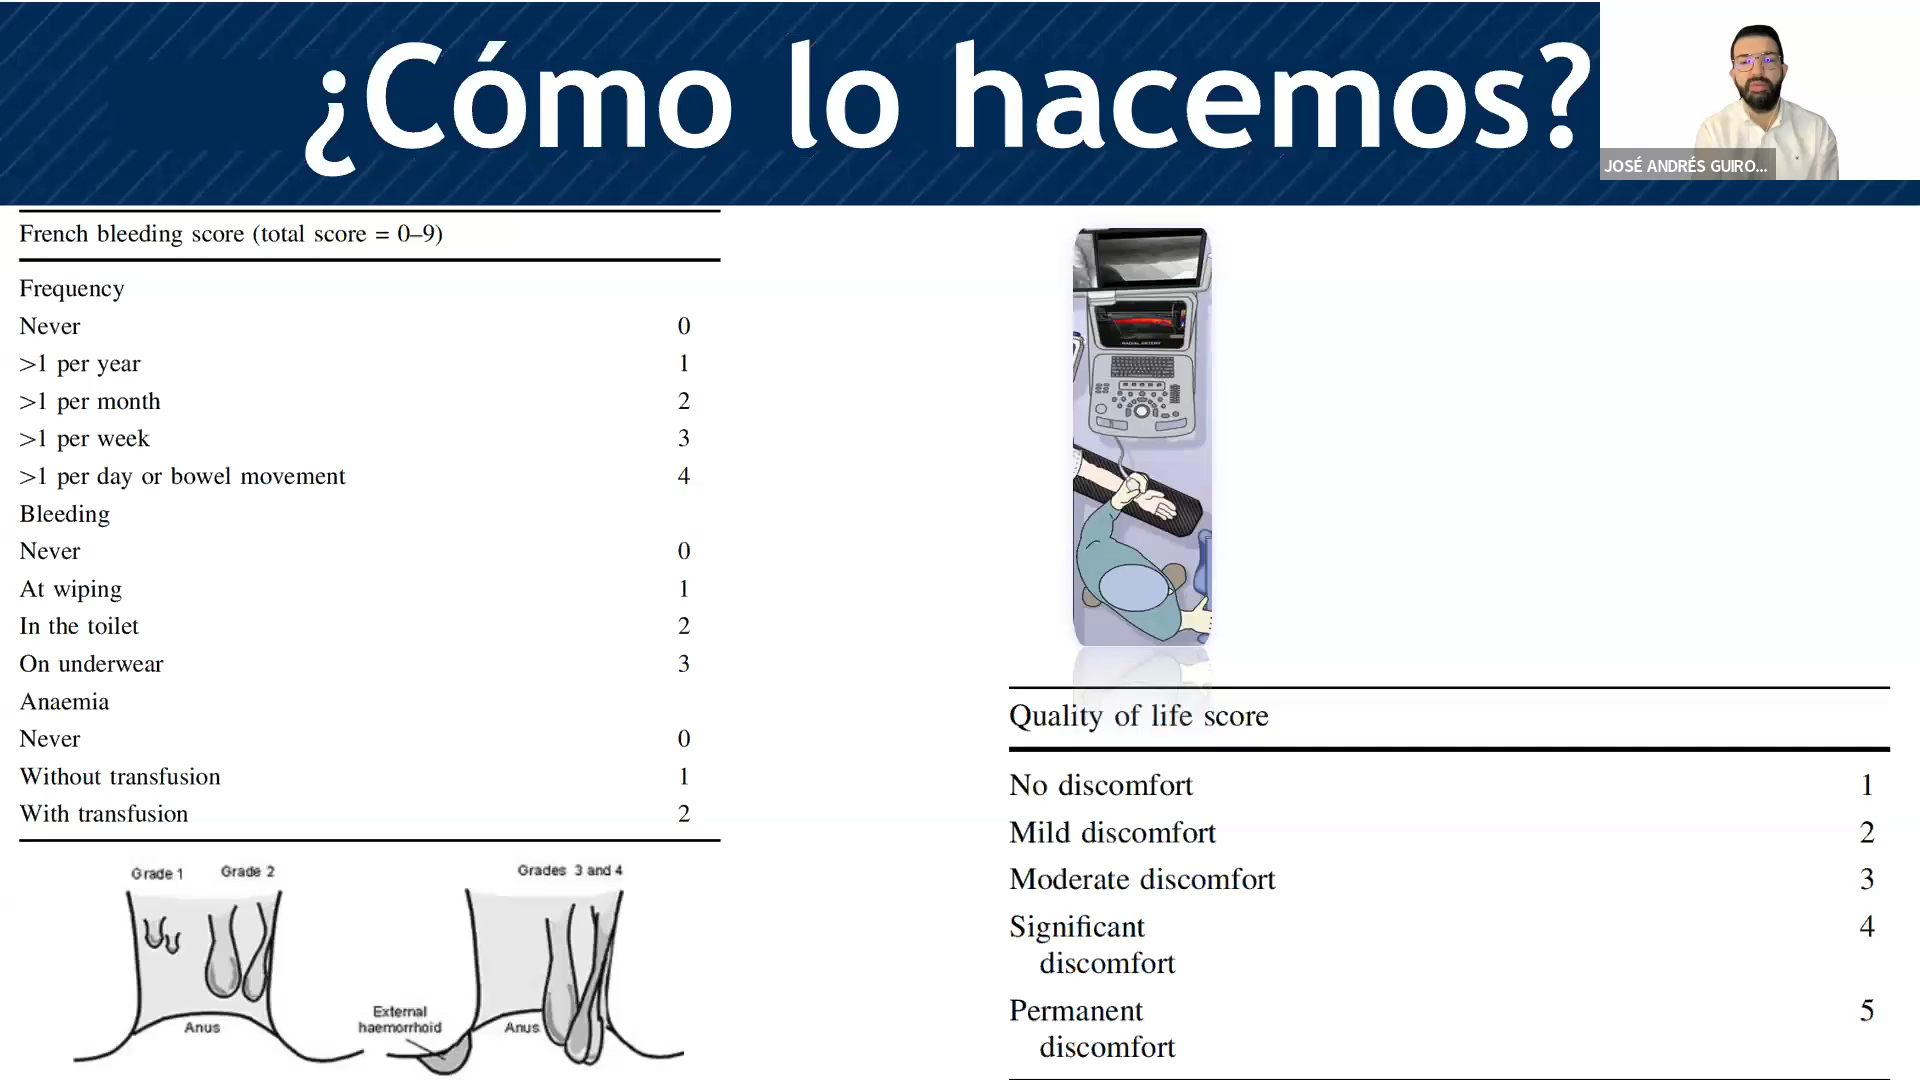 ¿Cómo lo hacemos?
JOSÉ ANDRÉS GUIRO...
French bleeding score (total score = 0–9)
Frequency
Never 0
>1 per year 1
>1 per month 2
>1 per week 3
>1 per day or bowel movement 4
Bleeding
Never 0
At wiping 1
In the toilet 2
On underwear 3
Anaemia
Never 0
Without transfusion 1
With transfusion 2
Grade 1 Grade 2
Anus
Grades 3 and 4
External
haemorrhoid
Anus
RADIAL ARTERY
Quality of life score
No discomfort 1
Mild discomfort 2
Moderate discomfort 3
Significant 4
discomfort
Permanent 5
discomfort